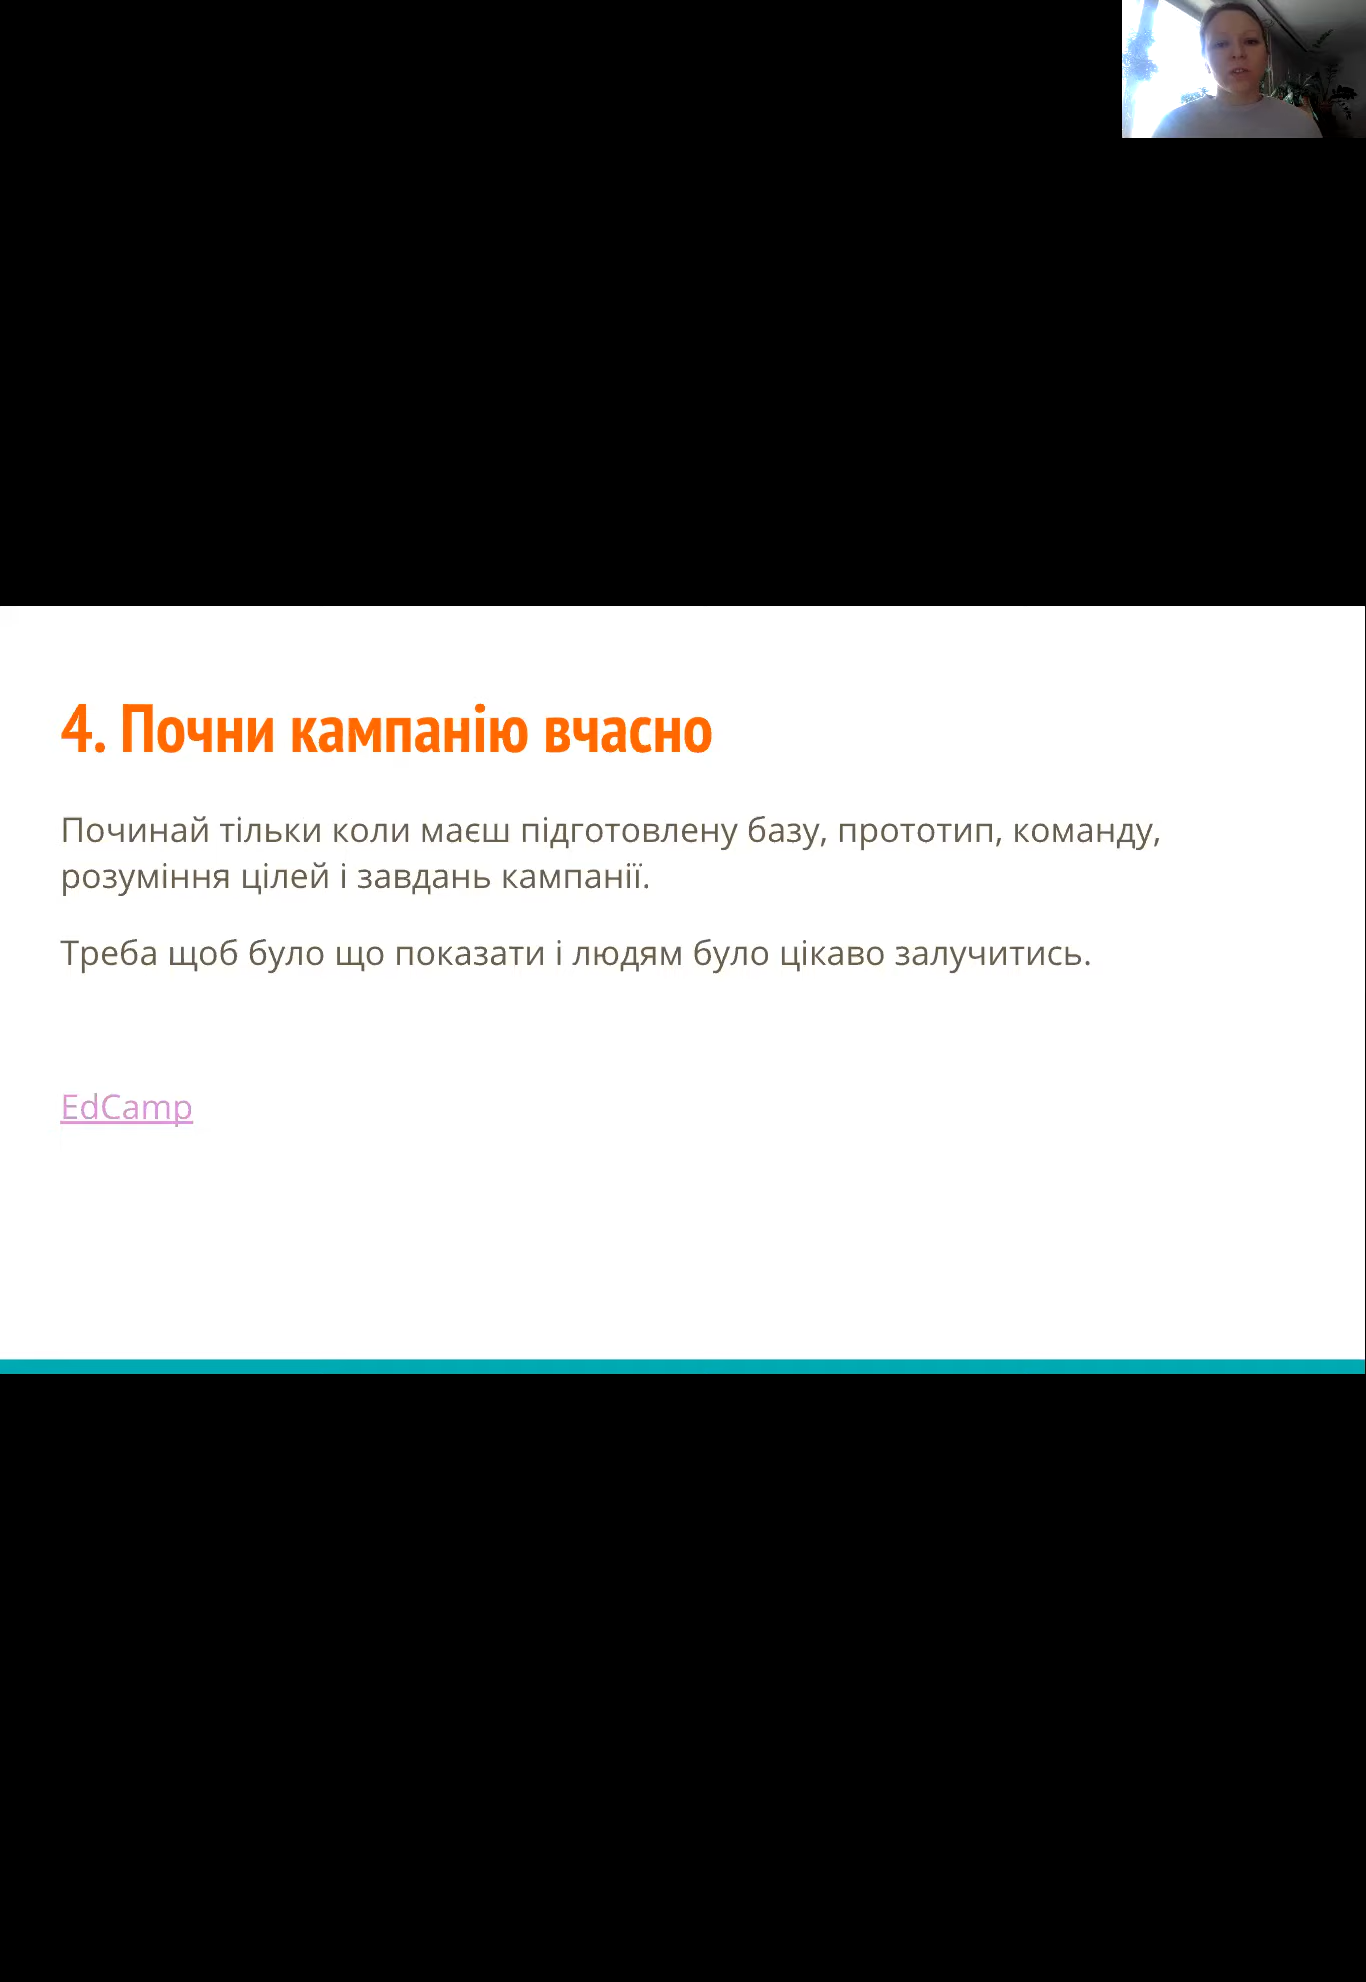 4. Почни кампанію вчасно
Починай тільки коли маєш підготовлену базу, прототип, команду,
розуміння цілей і завдань кампанії.
Треба щоб було що показати і людям було цікаво залучитись.
EdCamp